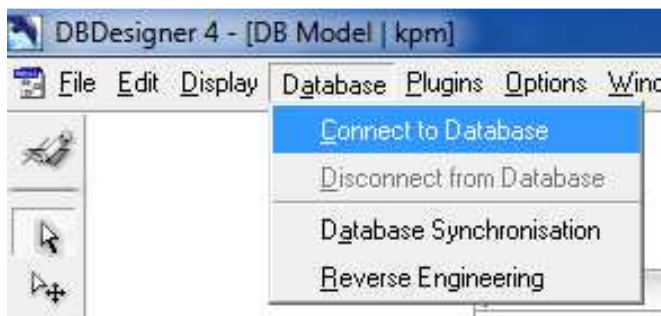 DBDesigner 4 - [DB Model | kpm]
File Edit Display Database Plugins Options
Connect to Database
Disconnect from Database
Database Synchronisation
Reverse Engineering